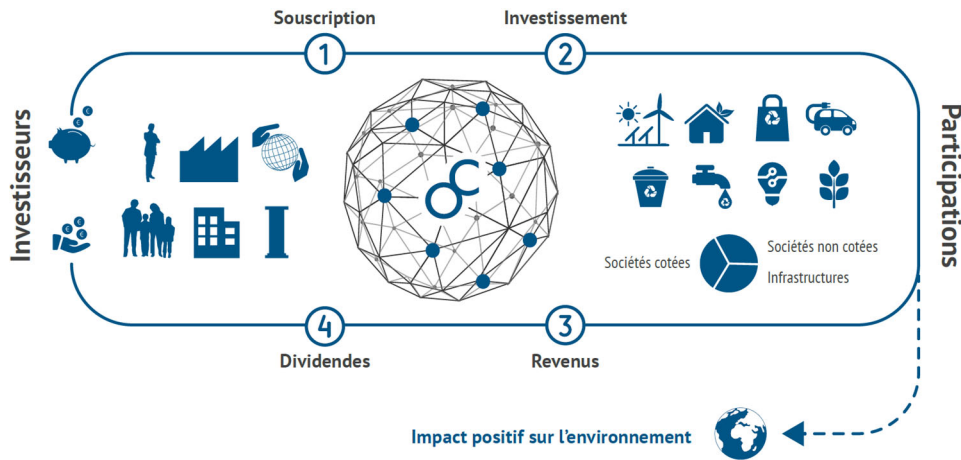 Souscription
Investissement
1
2
Investisseurs
Participations
€
€
€
€
OC
Sociétés cotées
Sociétés non cotées
Infrastructures
4
3
Dividendes
Revenus
Impact positif sur l'environnement